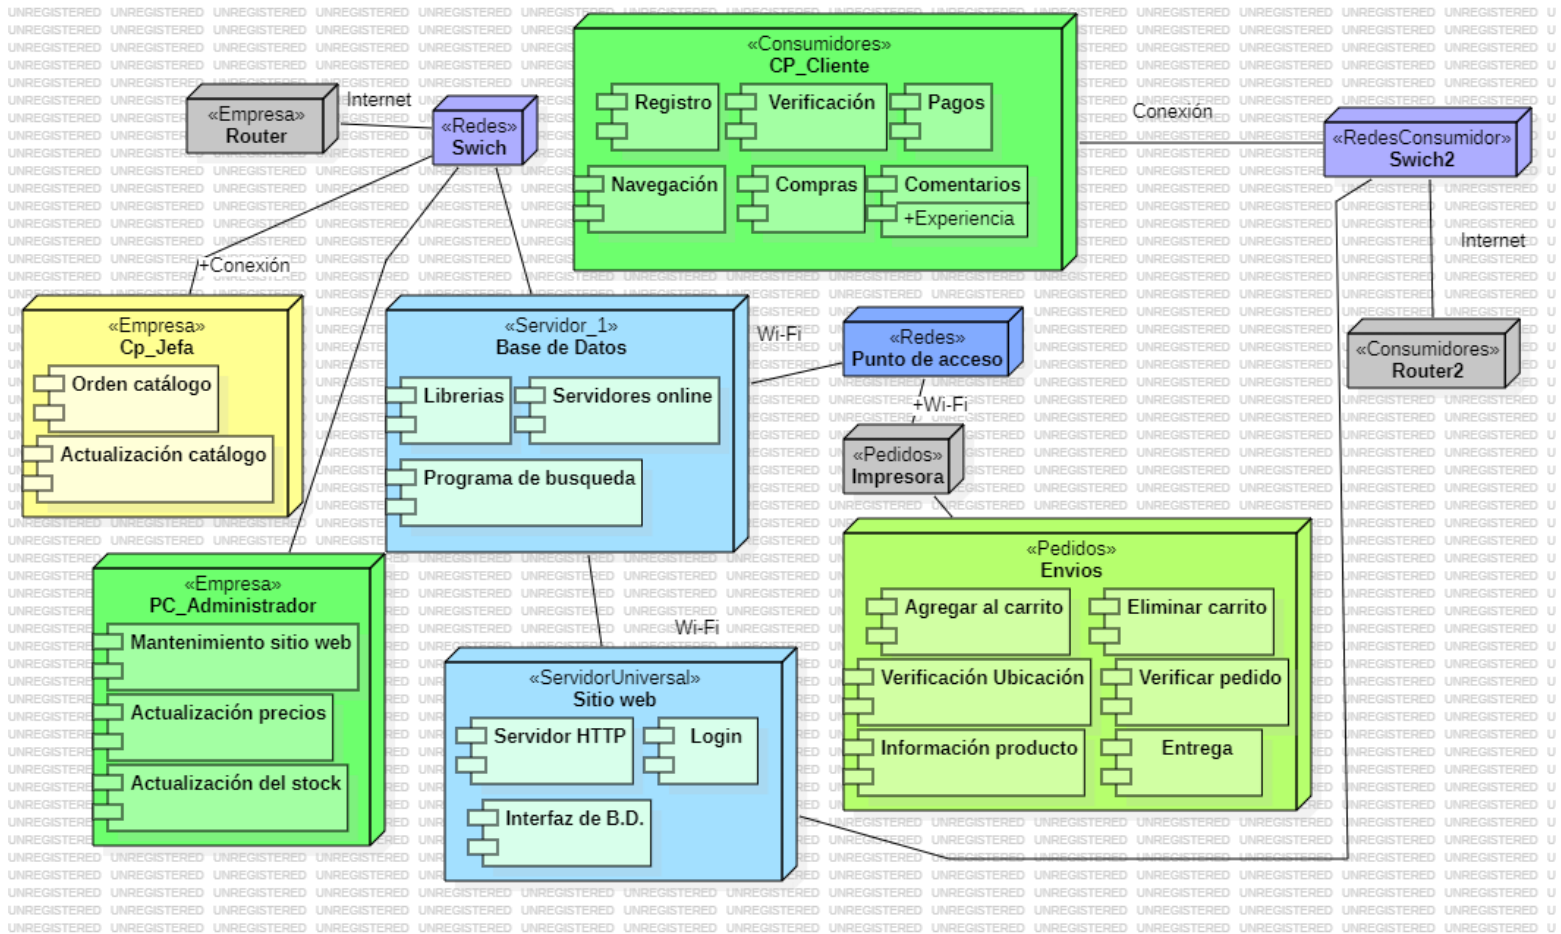 «Consumidores»
CP_Cliente
Registro
Verificación
Pagos
Navegación
Compras
Comentarios
+Experiencia
«Empresa»
Router
Internet
«Redes»
Swich
Conexión
«RedesConsumidor»
Swich2
Internet
«Consumidores»
Router2
+Conexión
«Empresa»
Cp_Jefa
Orden catálogo
Actualización catálogo
«Servidor_1»
Base de Datos
Librerias
Servidores online
Programa de busqueda
Wi-Fi
«Redes»
Punto de acceso
+Wi-Fi
«Pedidos»
Impresora
«Empresa»
PC_Administrador
Mantenimiento sitio web
Actualización precios
Actualización del stock
Wi-Fi
«ServidorUniversal»
Sitio web
Servidor HTTP
Login
Interfaz de B.D.
«Pedidos»
Envios
Agregar al carrito
Eliminar carrito
Verificación Ubicación
Verificar pedido
Información producto
Entrega
UNREGISTERED